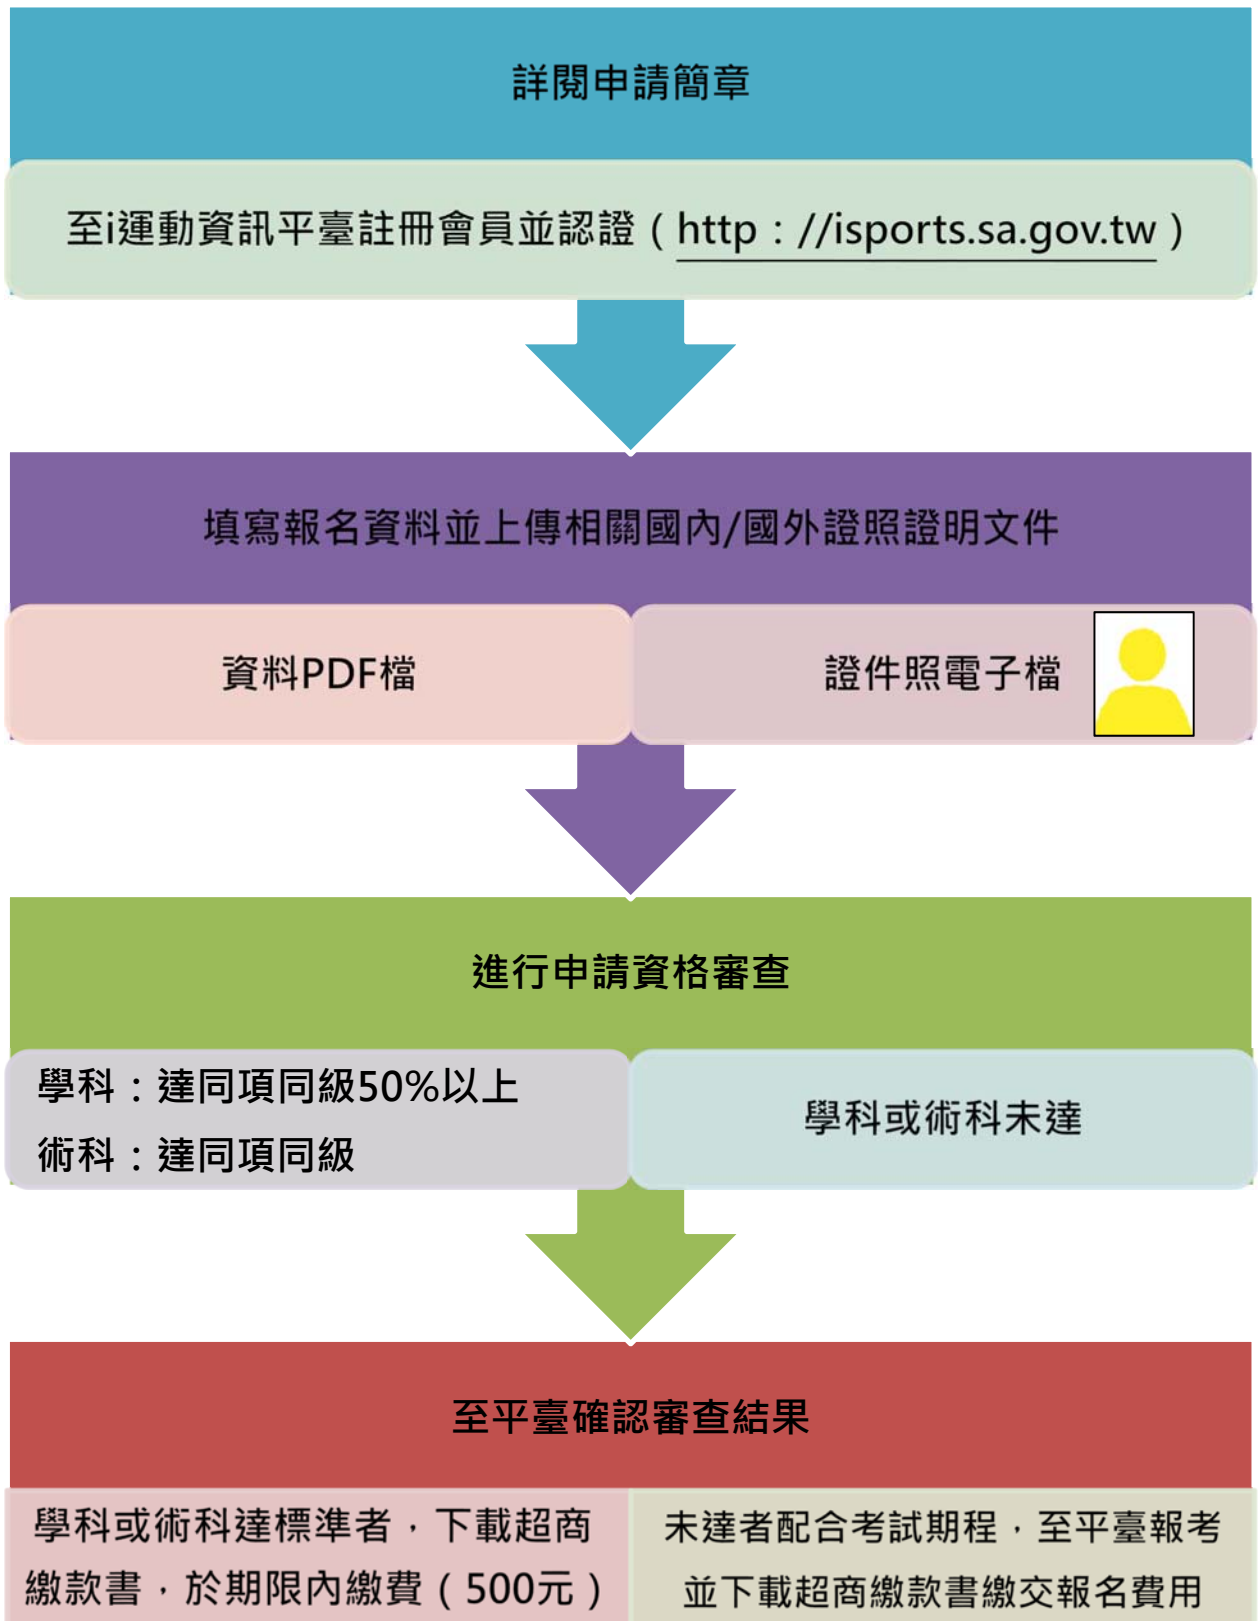 詳閱申請簡章
至i運動資訊平臺註冊會員並認證（http：//isports.sa.gov.tw）
填寫報名資料並上傳相關國內/國外證照證明文件
資料PDF檔
證件照電子檔
進行申請資格審查
學科：達同項同級50%以上
術科：達同項同級
學科或術科未達
至平臺確認審查結果
學科或術科達標準者，下載超商
繳款書，於期限內繳費（500元）
未達者配合考試期程，至平臺報考
並下載超商繳款書繳交報名費用